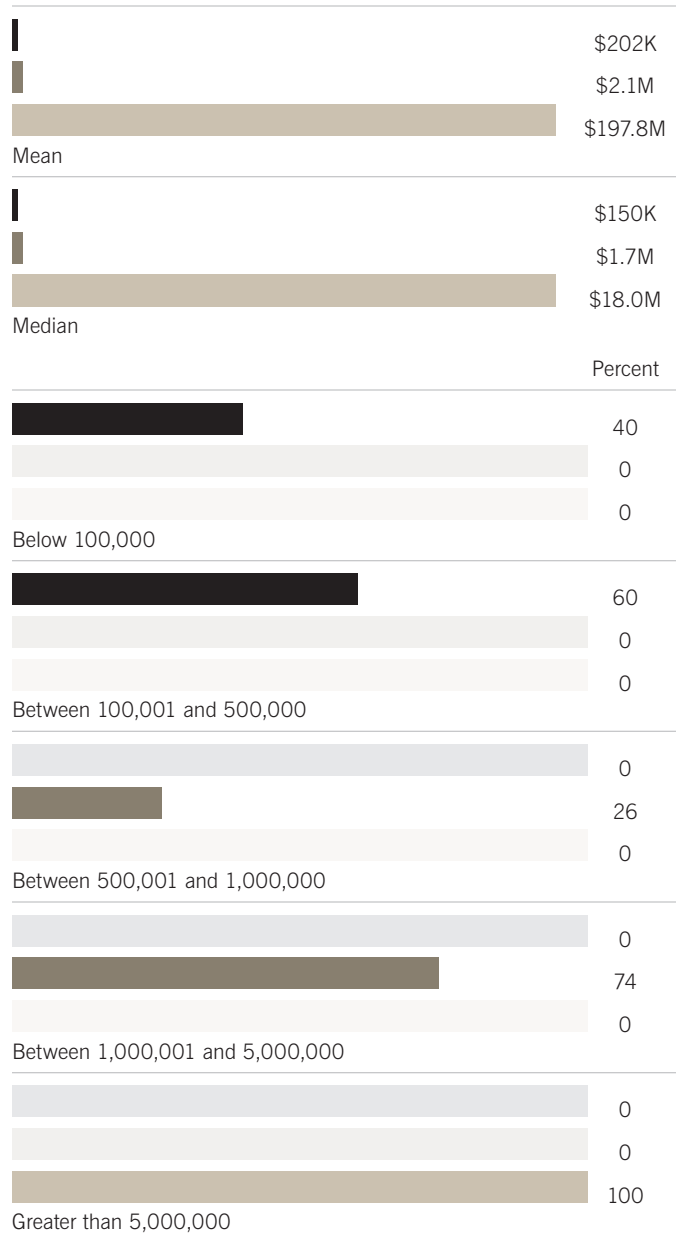 $202K
$2.1M
$197.8M
Mean
$150K
$1.7M
$18.0M
Median
Percent
40
0
0
Below 100,000
60
0
0
Between 100,001 and 500,000
0
26
0
Between 500,001 and 1,000,000
0
74
0
Between 1,000,001 and 5,000,000
0
0
100
Greater than 5,000,000